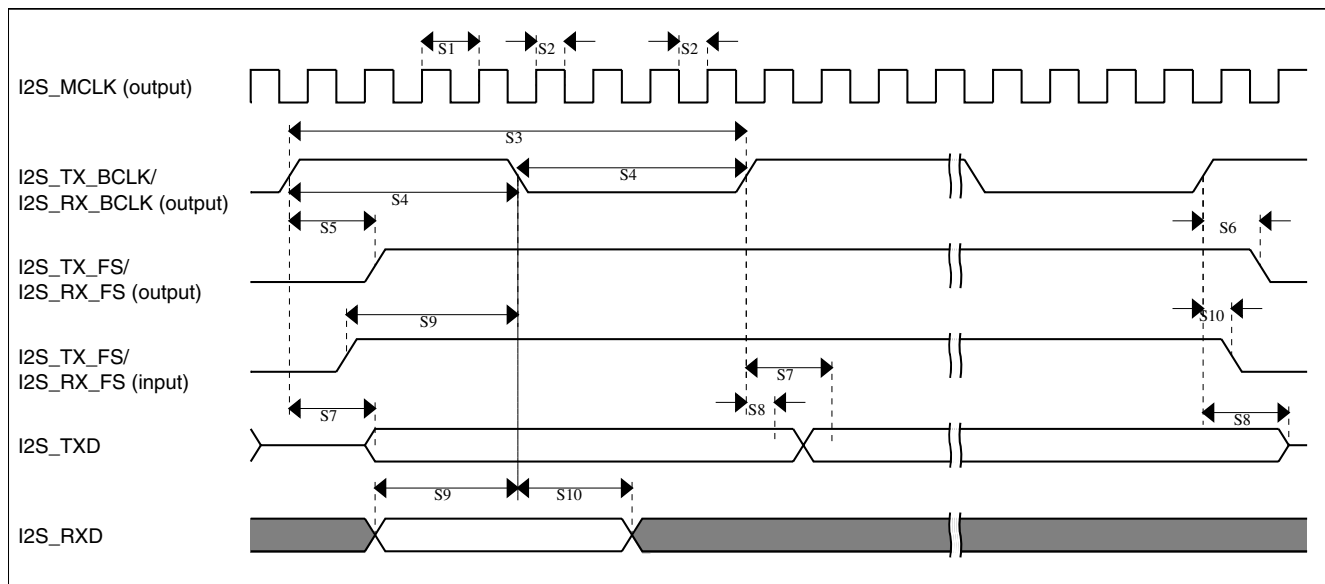 S1 S2 S2
I2S_MCLK (output)
S3
I2S_TX_BCLK/
I2S_RX_BCLK (output)
S4
S4
S5
S6
I2S_TX_FS/
I2S_RX_FS (output)
S9
S10
I2S_TX_FS/
I2S_RX_FS (input)
S7
S7
S8
S8
I2S_TXD
S9 S10
I2S_RXD